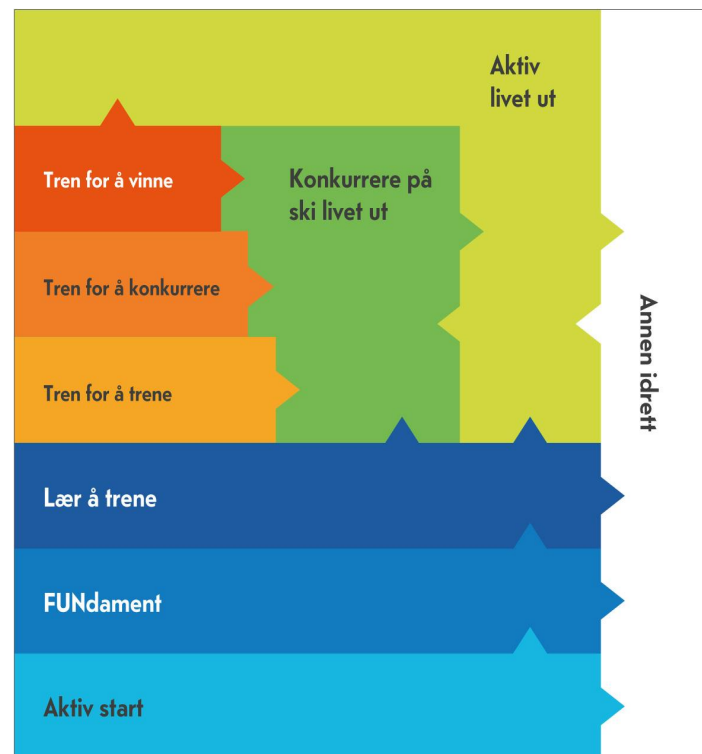 Aktiv
livet ut
Tren for å vinne
Konkurrere på
ski livet ut
Tren for å konkurrere
Annen idrett
Tren for å trene
Lær å trene
FUNdament
Aktiv start